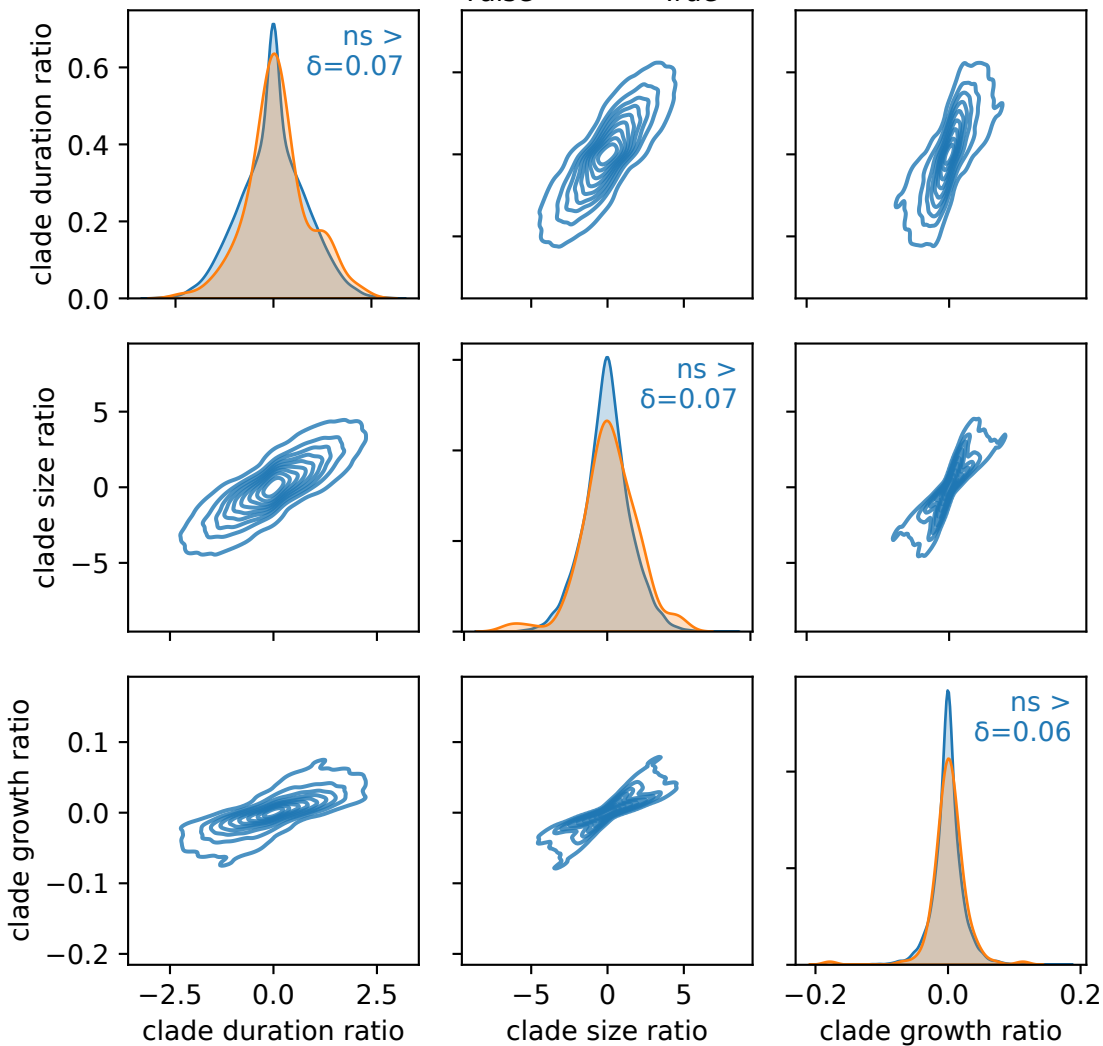 True
clade duration ratio
0.6
0.4
0.2
0.0
ns >
δ=0.07
clade size ratio
5
0
−5
ns >
δ=0.07
clade growth ratio
0.1
0.0
−0.1
−0.2
ns >
δ=0.06
−2.5
0.0
2.5
−5
0
5
−0.2
0.0
0.2
clade duration ratio
clade size ratio
clade growth ratio